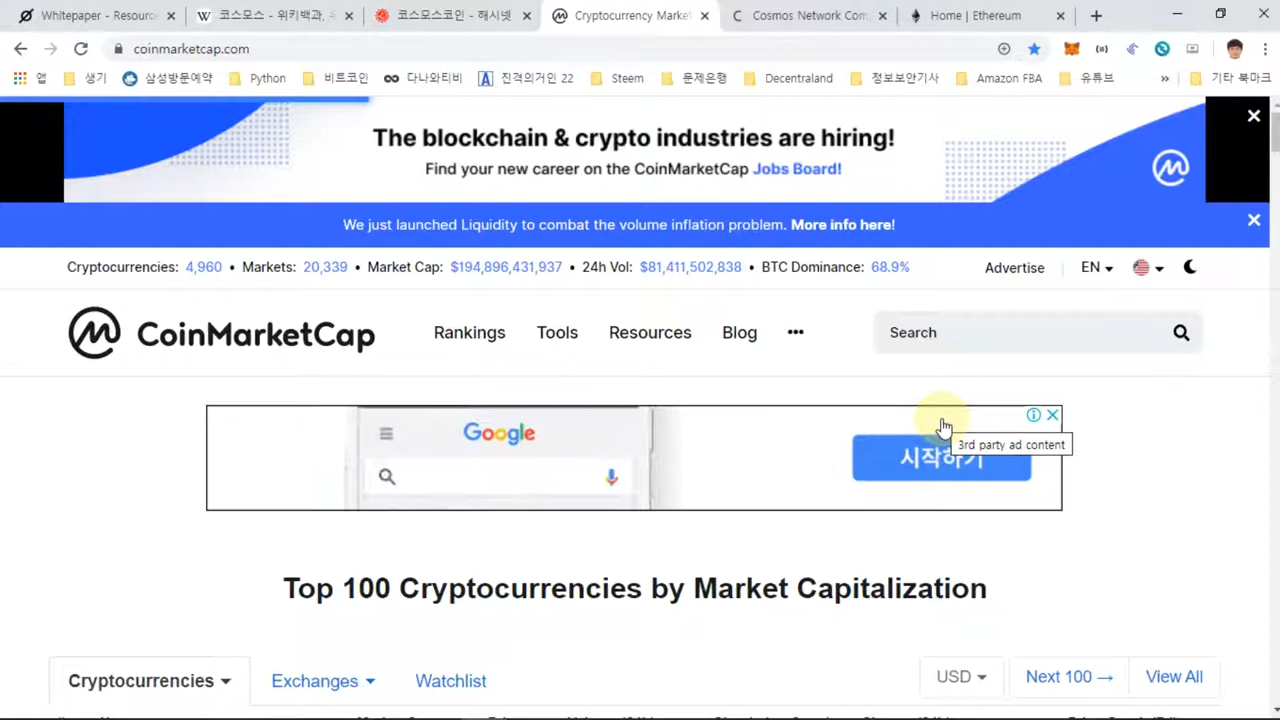 Whitepaper - Resource
코스모스 - 위키백과, 우
코스모스코인 - 해시넷
Cryptocurrency Market
Cosmos Network Com
Home | Ethereum
coinmarketcap.com
앱
생기
삼성방문예약
Python
비트코인
다나와티비
진격의거인 22
Steem
문제은행
Decentraland
정보보안기사
Amazon FBA
유튜브
»
기타 북마크
The blockchain & crypto industries are hiring!
Find your new career on the CoinMarketCap Jobs Board!
We just launched Liquidity to combat the volume inflation problem. More info here!
Cryptocurrencies: 4,960 • Markets: 20,339 • Market Cap: $194,896,431,937 • 24h Vol: $81,411,502,838 • BTC Dominance: 68.9%
Advertise
EN
CoinMarketCap
Rankings
Tools
Resources
Blog
•••
Search
Google
시작하기
3rd party ad content
Top 100 Cryptocurrencies by Market Capitalization
Cryptocurrencies
Exchanges
Watchlist
USD
Next 100 →
View All